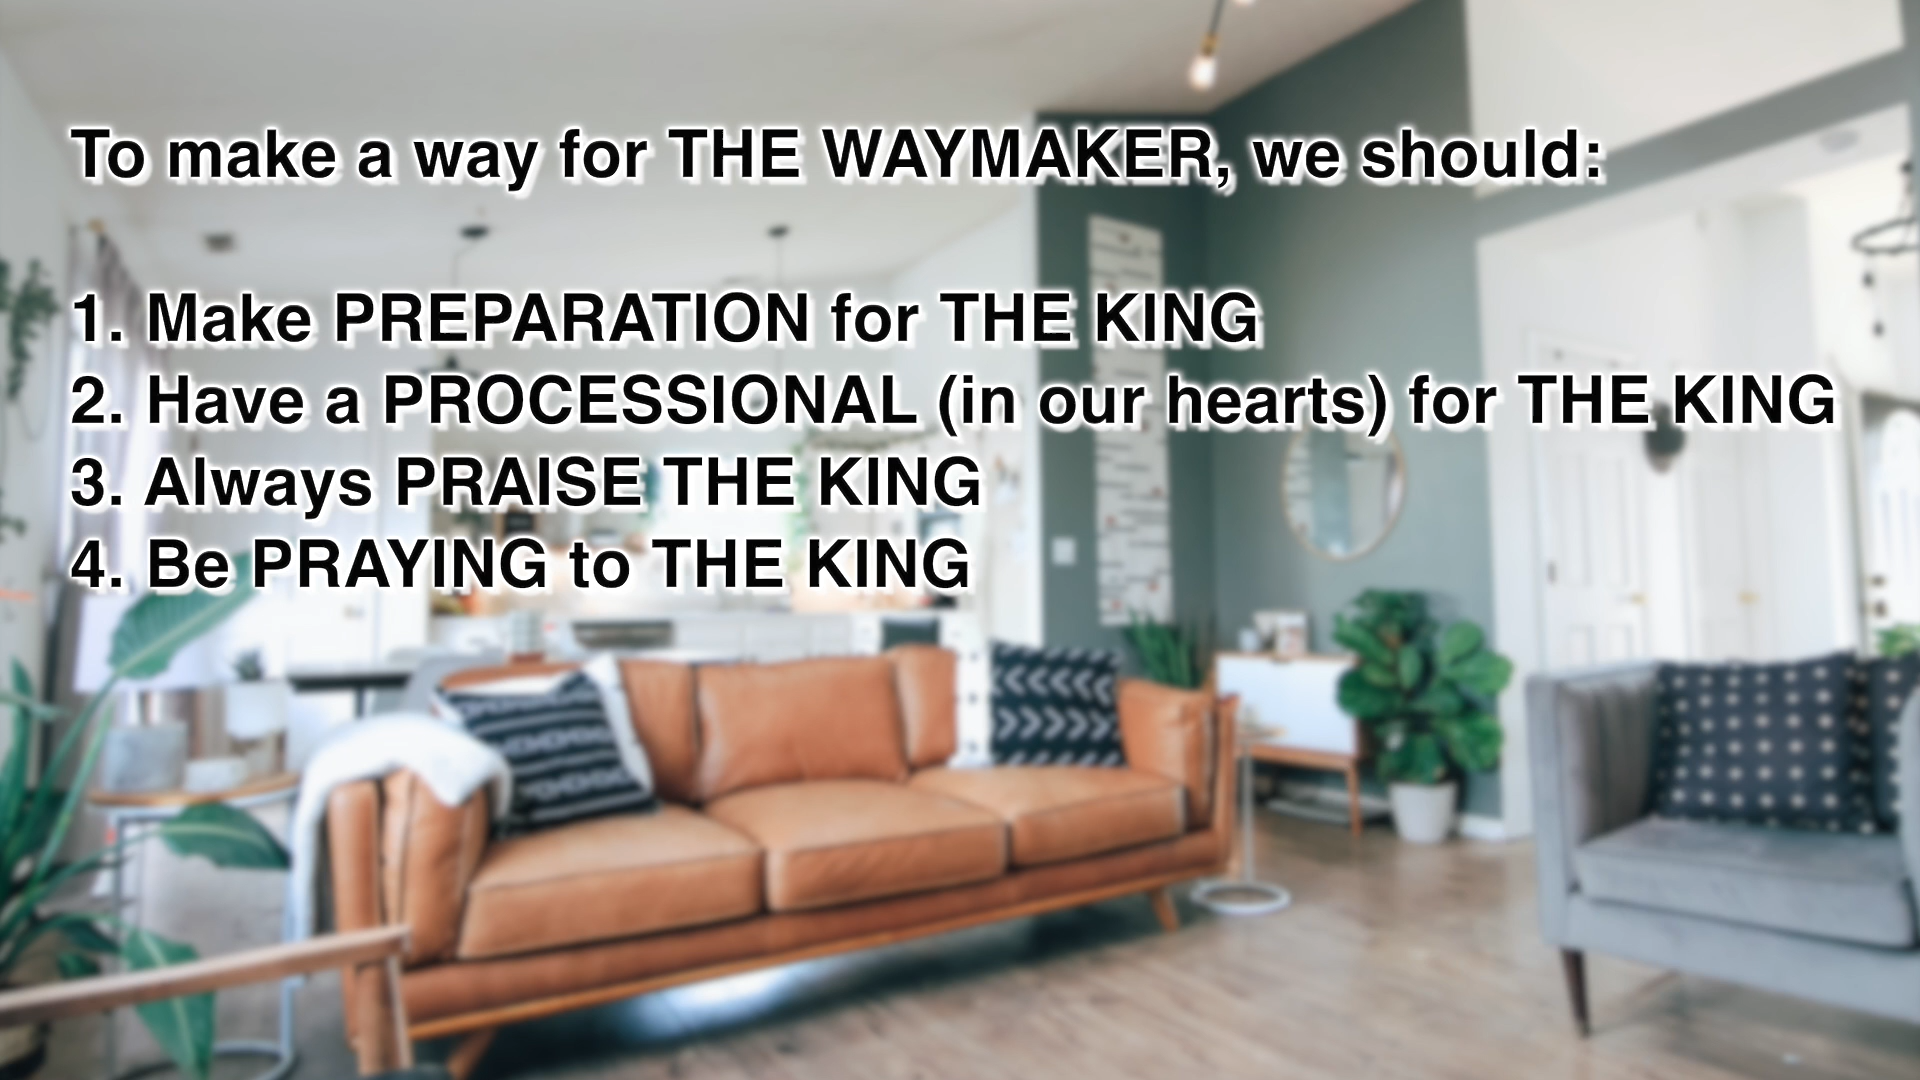 To make a way for THE WAYMAKER, we should:
1. Make PREPARATION for THE KING
2. Have a PROCESSIONAL (in our hearts) for THE KING
3. Always PRAISE THE KING
4. Be PRAYING to THE KING